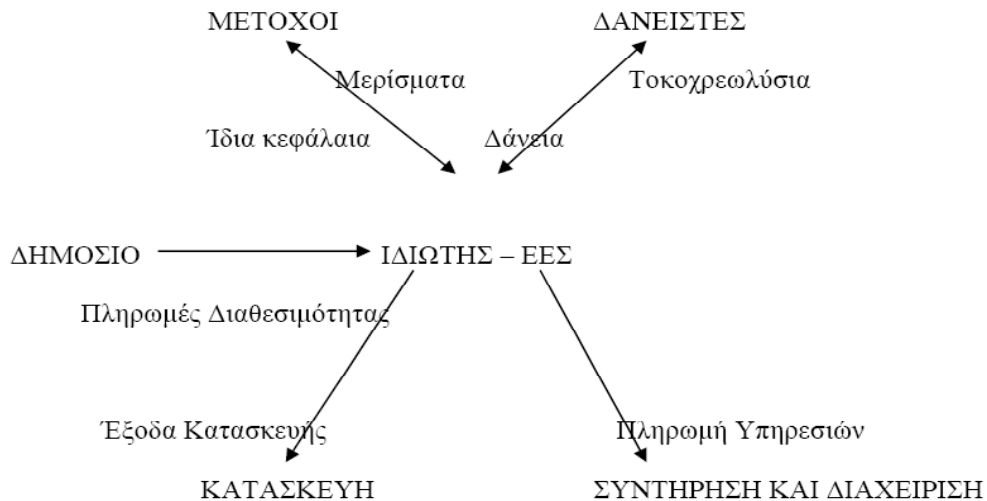 ΜΕΤΟΧΟΙ ΔΑΝΕΙΣΤΕΣ
Μερίσματα Τοκοχρεωλύσια
Ίδια κεφάλαια Δάνεια
ΔΗΜΟΣΙΟ ΙΔΙΩΤΗΣ – ΕΕΣ
Πληρωμές Διαθεσιμότητας
Έξοδα Κατασκευής Πληρωμή Υπηρεσιών
ΚΑΤΑΣΚΕΥΗ ΣΥΝΤΗΡΗΣΗ ΚΑΙ ΔΙΑΧΕΙΡΙΣΗ